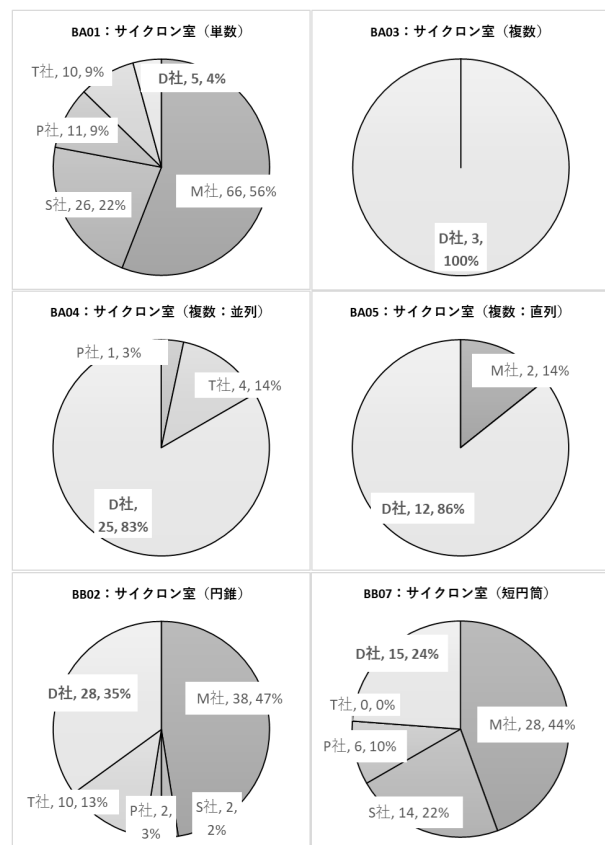 BA01：サイクロン室（単数）
T社, 10, 9%
D社, 5, 4%
P社, 11, 9%
M社, 66, 56%
S社, 26, 22%
BA03：サイクロン室（複数）
D社, 3,
100%
BA04：サイクロン室（複数：並列）
P社, 1, 3%
T社, 4, 14%
D社,
25, 83%
BA05：サイクロン室（複数：直列）
M社, 2, 14%
D社, 12, 86%
BB02：サイクロン室（円錐）
D社, 28, 35%
M社, 38, 47%
T社, 10, 13%
P社, 2,
3%
S社, 2,
2%
BB07：サイクロン室（短円筒）
D社, 15, 24%
T社, 0, 0%
M社, 28, 44%
P社, 6, 10%
S社, 14, 22%